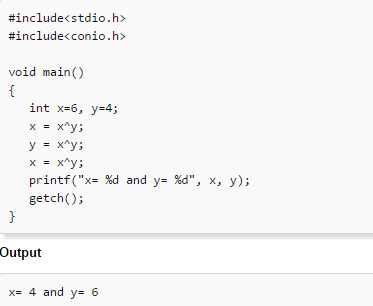 #include<stdio.h>
#include<conio.h>
void main()
{
int x=6, y=4;
x = x^y;
y = x^y;
x = x^y;
printf("x= %d and y= %d", x, y);
getch();
}
Output
x= 4 and y= 6